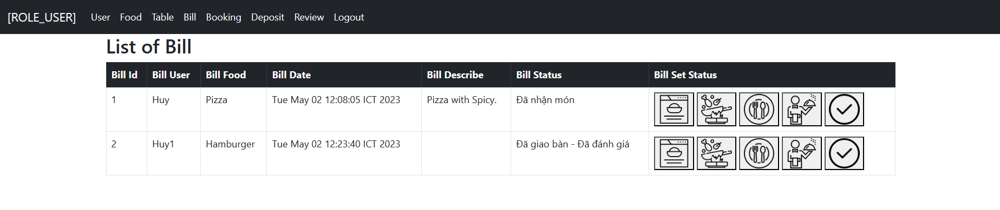 [ROLE_USER] User Food Table Bill Booking Deposit Review Logout
List of Bill
Bill Id Bill User Bill Food Bill Date Bill Describe Bill Status Bill Set Status
1 Huy Pizza Tue May 02 12:08:05 ICT 2023 Pizza with Spicy. Đã nhận món
2 Huy1 Hamburger Tue May 02 12:23:40 ICT 2023 Đã giao bàn - Đã đánh giá